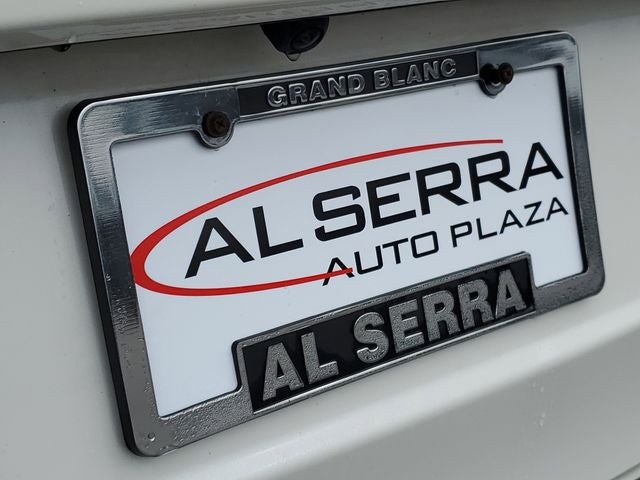 GRAND BLANC
AL SERRA
AUTO PLAZA
AL SERRA